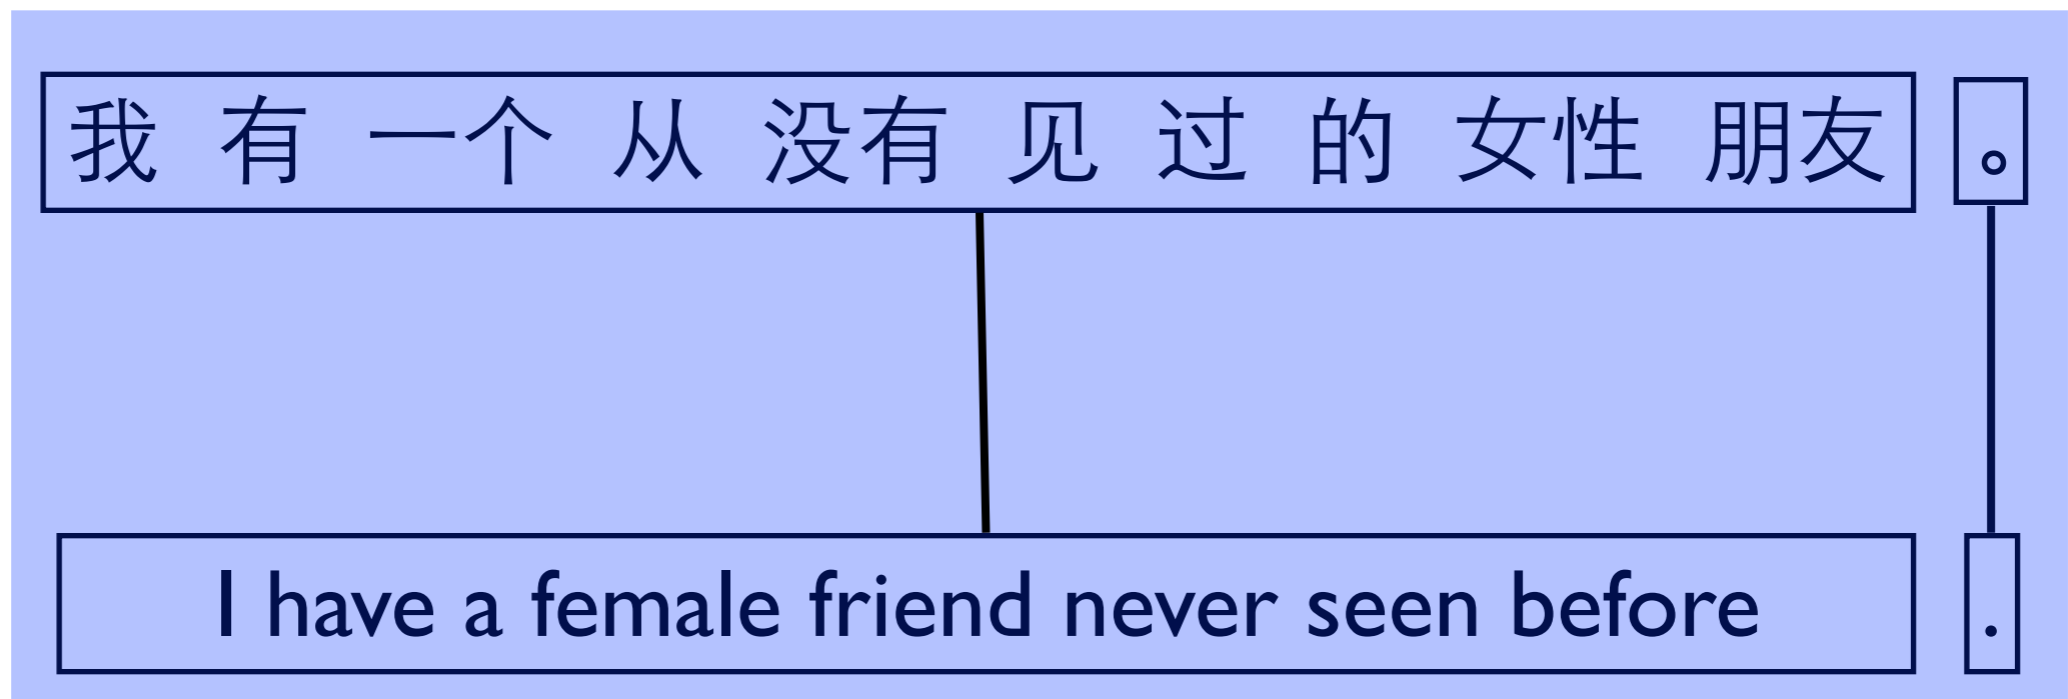 我 有 一个 从 没有 见 过 的 女性 朋友 。
I have a female friend never seen before .